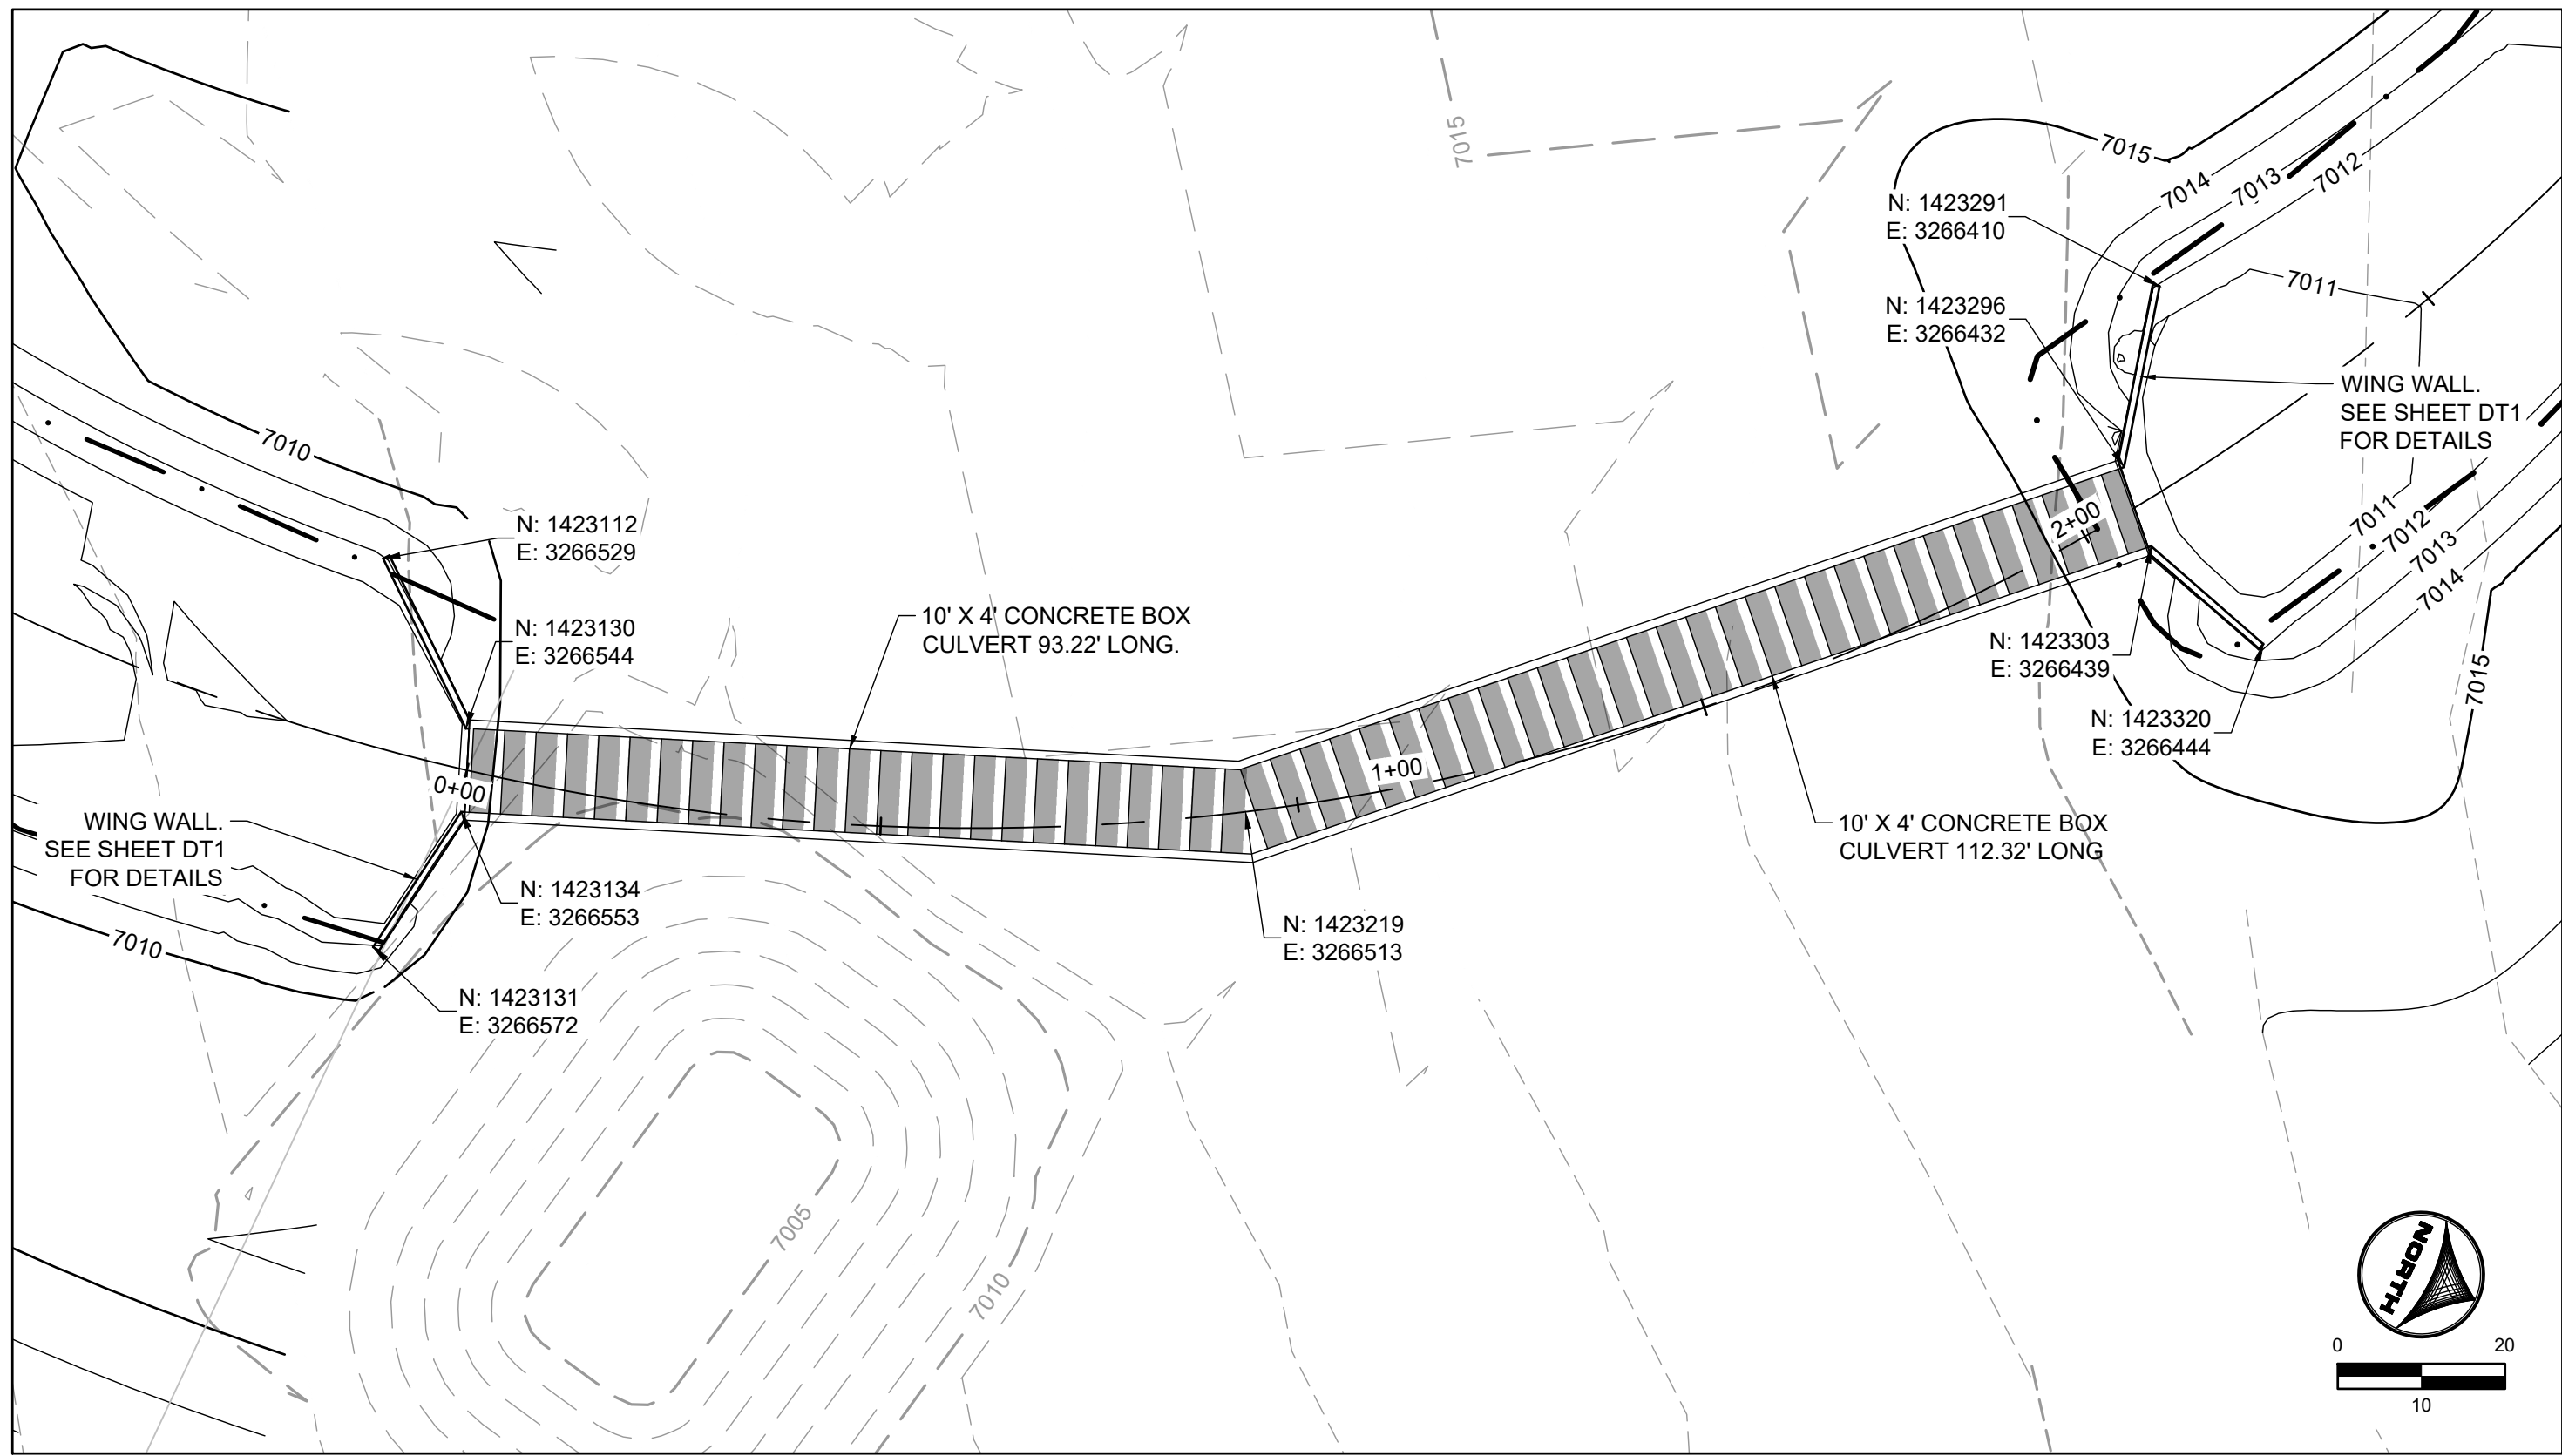 7015
7015
7014
7013
7012
N: 1423291
E: 3266410
7011
N: 1423296
E: 3266432
WING WALL.
SEE SHEET DT1
FOR DETAILS
7010
N: 1423112
E: 3266529
2+00
7011
7012
7013
7014
N: 1423130
E: 3266544
10' X 4' CONCRETE BOX
CULVERT 93.22' LONG.
N: 1423303
E: 3266439
7015
N: 1423320
E: 3266444
0+00
1+00
WING WALL.
SEE SHEET DT1
FOR DETAILS
10' X 4' CONCRETE BOX
CULVERT 112.32' LONG
N: 1423134
E: 3266553
N: 1423219
E: 3266513
7010
N: 1423131
E: 3266572
7005
7010
NORTH
0 20
10